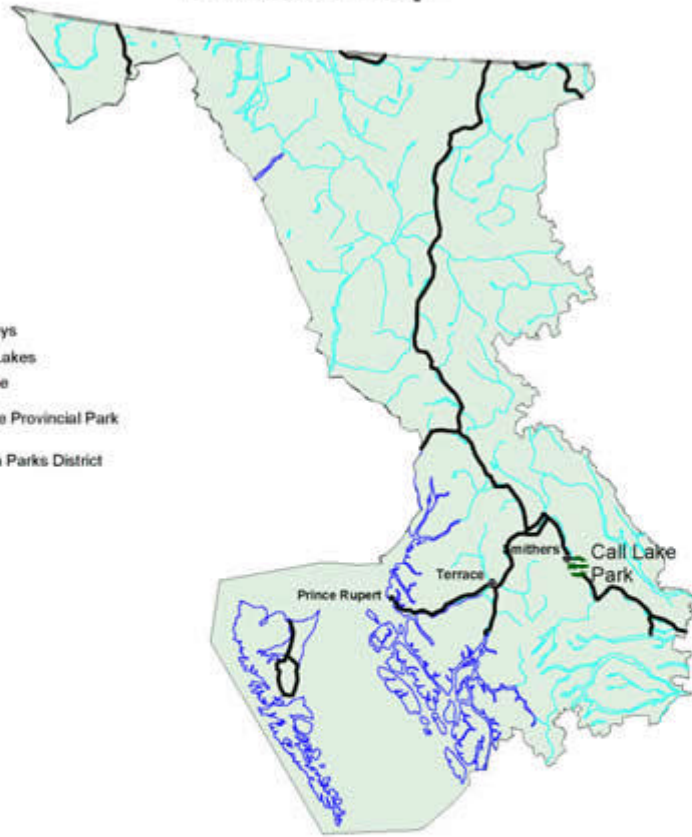 ys
akes
e
e Provincial Park
Parks District
Smithers
Call Lake
Park
Terrace
Prince Rupert